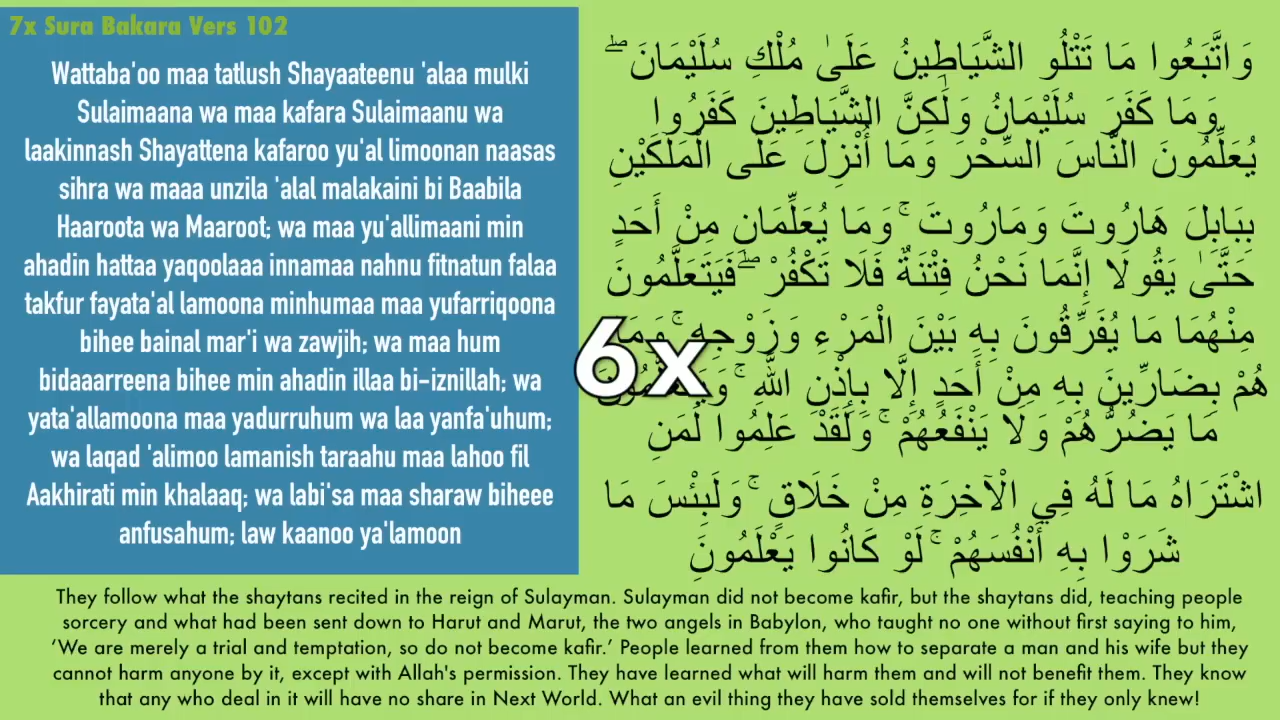 7x Sura Bakara Vers 102
Wattaba'oo maa tatlush Shayaateenu 'alaa mulki
Sulaimaana wa maa kafara Sulaimaanu wa
laakinnash Shayattena kafaroo yu'al limoonan naasas
sihra wa maaa unzila 'alal malakaini bi Baabila
Haaroota wa Maaroot; wa maa yu'allimaani min
ahadin hattaa yaqoolaaa innamaa nahnu fitnatun falaa
takfur fayata'al lamoona minhumaa maa yufarriqoona
bihee bainal mar'i wa zawjih; wa maa hum
bidaaarreena bihee min ahadin illaa bi-iznillah; wa
yata'allamoona maa yadurruhum wa laa yanfa'uhum;
wa laqad 'alimoo lamanish taraahu maa lahoo fil
Aakhirati min khalaaq; wa labi'sa maa sharaw biheee
anfusahum; law kaanoo ya'lamoon
وَاتَّبَعُوا مَا تَتْلُو الشَّيَاطِينُ عَلَىٰ مُلْكِ سُلَيْمَانَ ۖ
وَمَا كَفَرَ سُلَيْمَانُ وَلَٰكِنَّ الشَّيَاطِينَ كَفَرُوا
يُعَلِّمُونَ النَّاسَ السِّحْرَ وَمَا أُنْزِلَ عَلَى الْمَلَكَيْنِ
بِبَابِلَ هَارُوتَ وَمَارُوتَ ۚ وَمَا يُعَلِّمَانِ مِنْ أَحَدٍ
حَتَّىٰ يَقُولَا إِنَّمَا نَحْنُ فِتْنَةٌ فَلَا تَكْفُرْ ۖ فَيَتَعَلَّمُونَ
مِنْهُمَا مَا يُفَرِّقُونَ بِهِ بَيْنَ الْمَرْءِ وَزَوْجِهِ ۚ وَمَا
هُمْ بِضَارِّينَ بِهِ مِنْ أَحَدٍ إِلَّا بِإِذْنِ اللَّهِ ۚ وَيَتَعَلَّمُونَ
مَا يَضُرُّهُمْ وَلَا يَنْفَعُهُمْ ۚ وَلَقَدْ عَلِمُوا لَمَنِ
اشْتَرَاهُ مَا لَهُ فِي الْآخِرَةِ مِنْ خَلَاقٍ ۚ وَلَبِئْسَ مَا
شَرَوْا بِهِ أَنْفُسَهُمْ ۚ لَوْ كَانُوا يَعْلَمُونَ
6x
They follow what the shaytans recited in the reign of Sulayman. Sulayman did not become kafir, but the shaytans did, teaching people
sorcery and what had been sent down to Harut and Marut, the two angels in Babylon, who taught no one without first saying to him,
‘We are merely a trial and temptation, so do not become kafir.’ People learned from them how to separate a man and his wife but they
cannot harm anyone by it, except with Allah's permission. They have learned what will harm them and will not benefit them. They know
that any who deal in it will have no share in Next World. What an evil thing they have sold themselves for if they only knew!